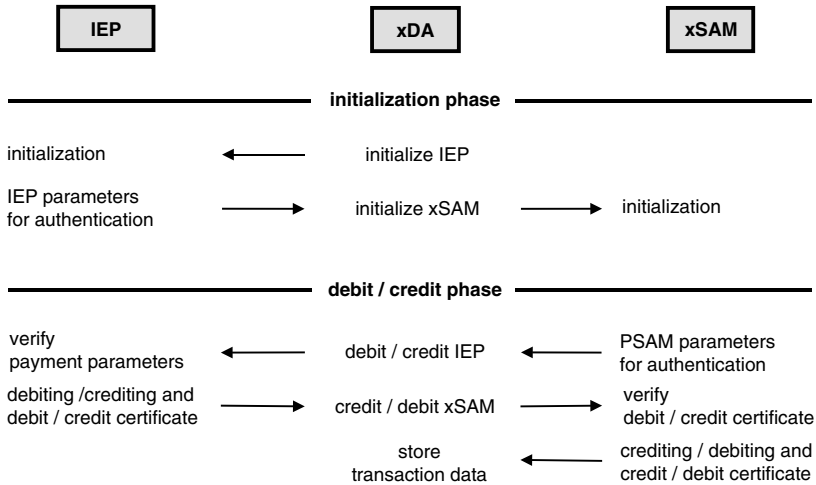 IEP
xDA
xSAM
initialization phase
initialization
initialize IEP
IEP parameters
for authentication
initialize xSAM
initialization
debit / credit phase
verify
payment parameters
debit / credit IEP
PSAM parameters
for authentication
debiting /crediting and
debit / credit certificate
credit / debit xSAM
verify
debit / credit certificate
store
transaction data
crediting / debiting and
credit / debit certificate